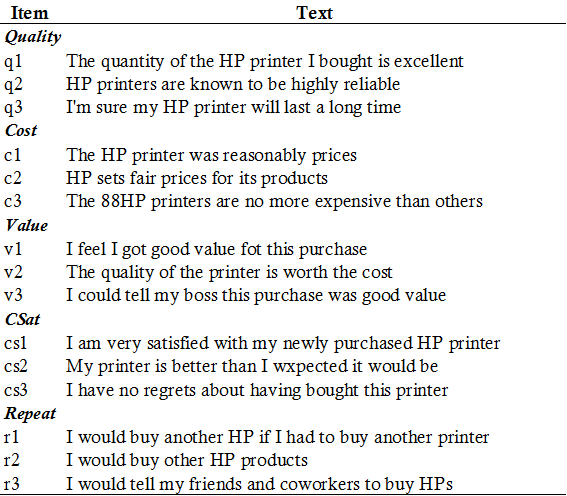 Item Text
Quality
q1 The quantity of the HP printer I bought is excellent
q2 HP printers are known to be highly reliable
q3 I'm sure my HP printer will last a long time
Cost
c1 The HP printer was reasonably prices
c2 HP sets fair prices for its products
c3 The 88HP printers are no more expensive than others
Value
v1 I feel I got good value fot this purchase
v2 The quality of the printer is worth the cost
v3 I could tell my boss this purchase was good value
CSat
cs1 I am very satisfied with my newly purchased HP printer
cs2 My printer is better than I wxpected it would be
cs3 I have no regrets about having bought this printer
Repeat
r1 I would buy another HP if I had to buy another printer
r2 I would buy other HP products
r3 I would tell my friends and coworkers to buy HPs